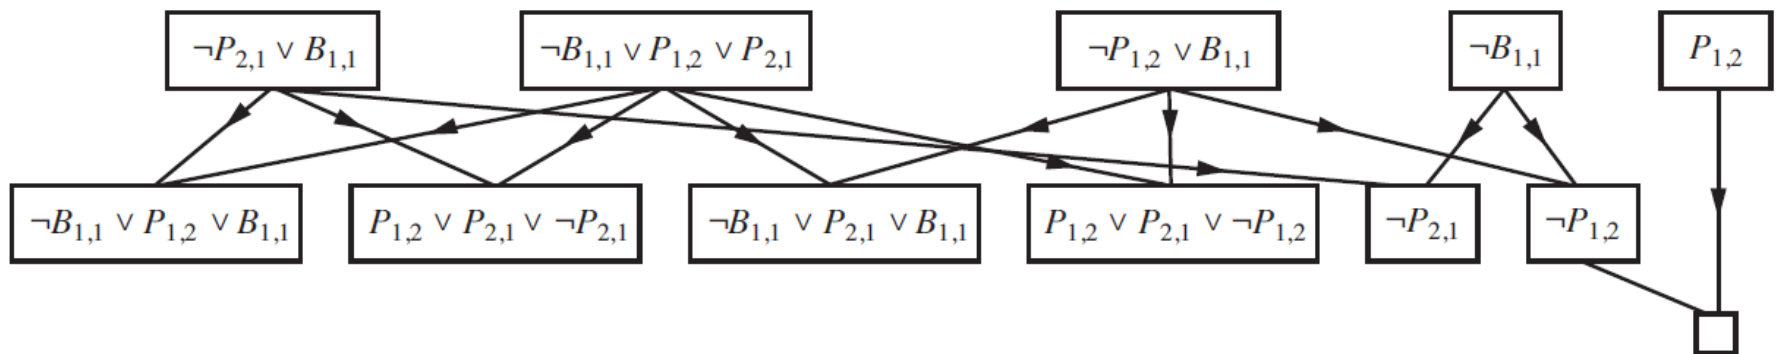 ¬P2,1 ∨ B1,1
¬B1,1 ∨ P1,2 ∨ P2,1
¬P1,2 ∨ B1,1
¬B1,1
P1,2
¬B1,1 ∨ P1,2 ∨ B1,1
P1,2 ∨ P2,1 ∨ ¬P2,1
¬B1,1 ∨ P2,1 ∨ B1,1
P1,2 ∨ P2,1 ∨ ¬P1,2
¬P2,1
¬P1,2